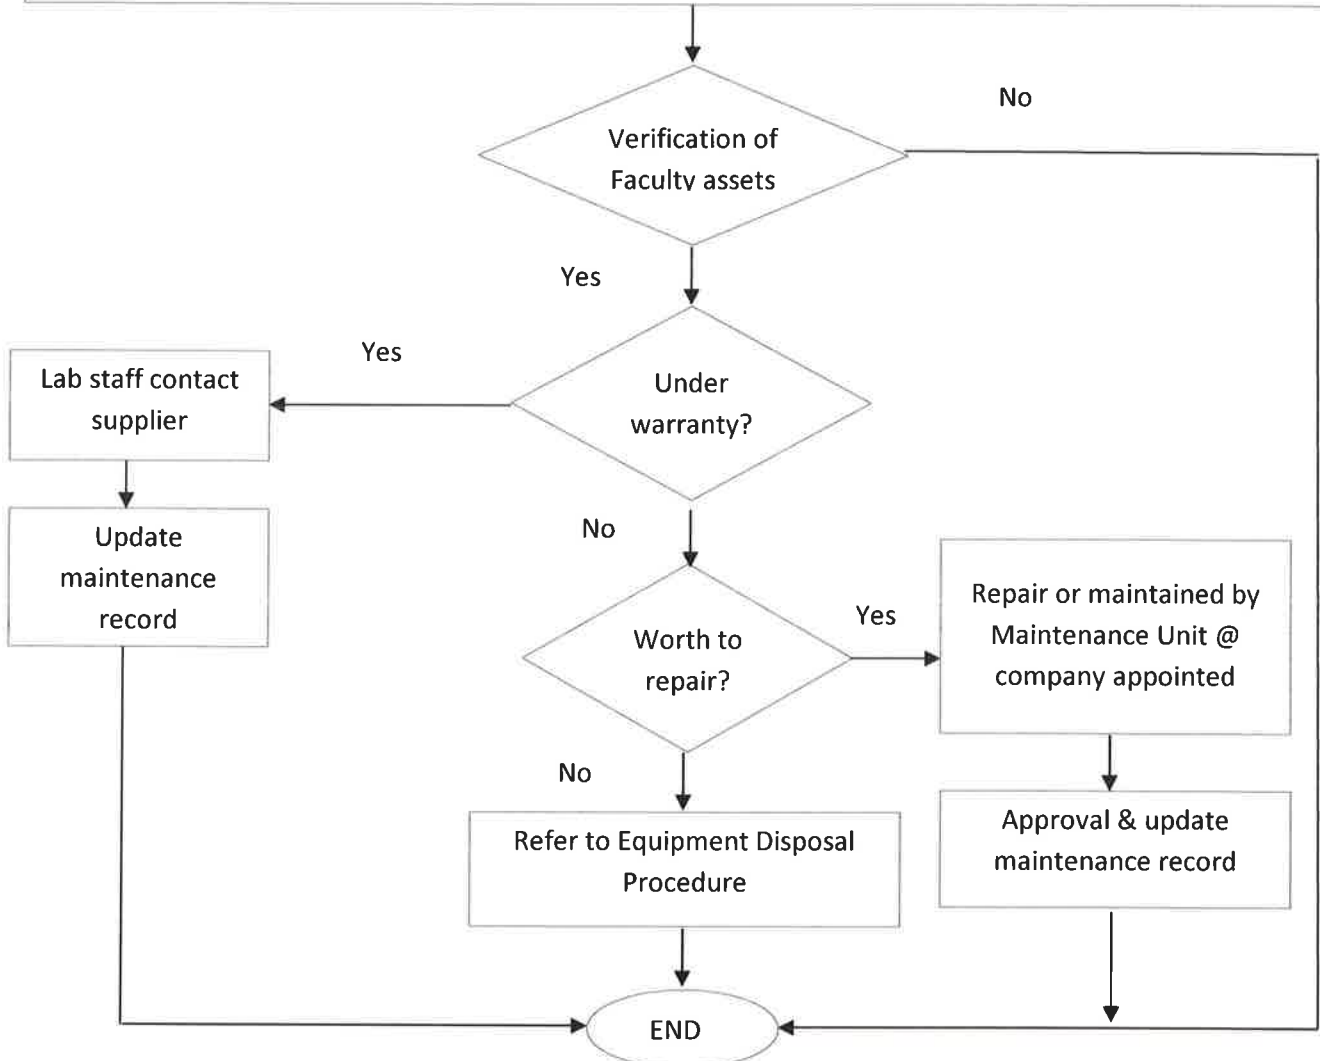 No
Verification of
Faculty assets
Yes
Yes
Lab staff contact
supplier
Under
warranty?
No
Update
maintenance
record
Worth to
repair?
Yes
Repair or maintained by
Maintenance Unit @
company appointed
No
Refer to Equipment Disposal
Procedure
Approval & update
maintenance record
END